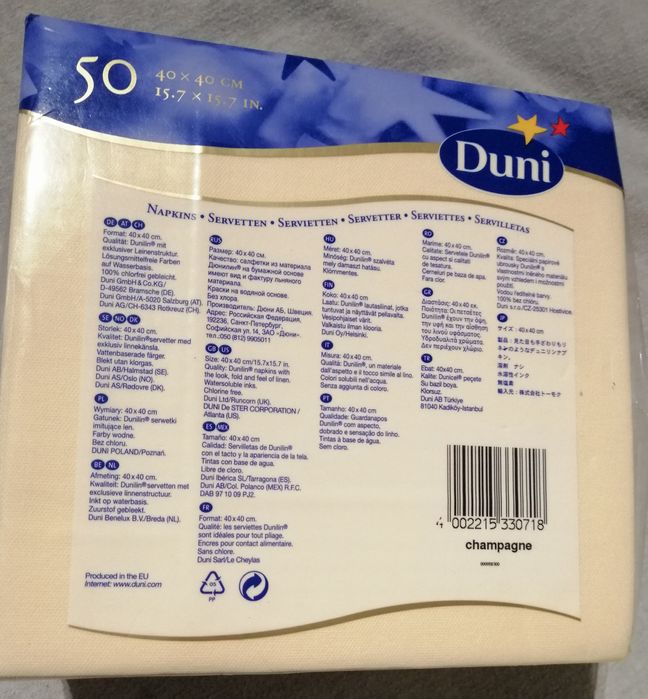 50
40 × 40 CM
15.7 × 15.7 IN.
Duni
NAPKINS • SERVETTEN • SERVIETTEN • SERVETTER • SERVIETTES • SERVILLETAS
DE AT CH
Format: 40 x 40 cm.
Qualität: Dunilin® mit
exklusiver Leinenstruktur.
Lösungsmittelfreie Farben
auf Wasserbasis.
100% chlorfrei gebleicht.
Duni GmbH & Co.KG/
D-49562 Bramsche (DE).
Duni GmbH/A-5020 Salzburg (AT).
Duni AG/CH-6343 Rotkreuz (CH).
SE NO DK
Storlek: 40 x 40 cm.
Kvalitet: Dunilin®servetter med
exklusiv linnekänsla.
Vattenbaserade färger.
Blekt utan klorgas.
Duni AB/Halmstad (SE).
Duni AS/Oslo (NO).
Duni AS/Rødovre (DK).
PL
Wymiary: 40 x 40 cm
Gatunek: Dunilin® serwetki
imitujące len.
Farby wodne.
Bez chloru.
DUNI POLAND/Poznań.
BE NL
Afmeting: 40 x 40 cm.
Kwaliteit: Dunilin®servetten met
exclusieve linnenstructuur.
Inkt op waterbasis.
Zuurstof gebleekt.
Duni Benelux B.V./Breda (NL).
RUS
Размер: 40 x 40 см.
Качество: салфетки из материала
Дюнилин® на бумажной основе
имеют вид и фактуру льняного
материала.
Краски на водяной основе.
Без хлора.
Производитель: Дюни АБ, Швеция.
Адрес: Российская Федерация,
192236, Санкт-Петербург,
Софийская ул. 14, ЗАО «Дюни».
тел.:050 (812) 9905011
GB US
Size: 40 x 40 cm/15.7x15.7 in.
Quality: Dunilin® napkins with
the look, fold and feel of linen.
Watersoluble inks.
Chlorine free.
Duni Ltd/Runcorn (UK).
DUNI De STER CORPORATION /
Atlanta (US).
ES MEX
Tamaño: 40 x 40 cm.
Calidad: Servilletas de Dunilin®
con el tacto y la apariencia de la tela.
Tintas con base de agua.
Libre de cloro.
Duni Ibérica SL/Tarragona (ES).
Duni AB/Col. Polanco (MEX) R.F.C.
DAB 97 10 09 PJ2.
FR
Format: 40 x 40 cm.
Qualité: les serviettes Dunilin®
sont idéales pour tout pliage.
Encres pour contact alimentaire.
Sans chlore.
Duni Sarl/Le Cheylas
HU
Méret: 40 x 40 cm.
Minöség: Dunilin® szalvéta
mely damaszt hatásu.
Klórmentes.
FIN
Koko: 40 x 40 cm
Laatu: Dunilin® lautasliinat, jotka
tuntuvat ja näyttävät pellavalta.
Vesipohjaiset värit.
Valkaistu ilman klooria.
Duni Oy/Helsinki.
IT
Misura: 40 x 40 cm.
Qualità: Dunilin®, un materiale
dall'aspetto e il tocco simile al lino.
Colori solubili nell'acqua.
Senza aggiunta di cloro.
PT
Tamanho: 40 x 40 cm
Qualidade: Guardanapos
Dunilin® com aspecto,
dobrado e sensação do linho.
Tintas à base de água.
Sem cloro.
RO
Marime: 40 x 40 cm.
Calitate: Servetele Dunilin®
cu aspect si calitati
de tesatura.
Cerneluri pe baza de apa.
Fara clor.
GR
Διαστάσης: 40 x 40 εκ.
Ποιότητα: Οι πετσέτες
Dunilin® έχουν την όψη,
την υφή και την αίσθηση
του λινού υφάσματος.
Υδροδιαλυτά χρώματα.
Δεν περιέχουν χλώριο.
TR
Ebat: 40x40 cm.
Kalite: Dunicel® peçete
Su bazil boya.
Klorsuz.
Duni AB Türkiye
81040 Kadiköy-Istanbul
CZ
Rozměr: 40 x 40 cm.
Kvalita: Speciální papírové
ubrousky Dunilin® s
vlastnostmi lněného materiálu
svým vzhledem i možnostmi
použití.
Vodou ředitelné barvy.
100% bez chlóru.
Duni s.r.o./CZ-25301 Hostivice.
JP
サイズ：40 x 40 cm
製品：見た目も手ざわりもリ
ネンのようなデュニリンナプ
キン。
溶剤 ナシ
水溶性インク
無塩素
輸入元：株式会社トーモク
4 002215 330718
champagne
Produced in the EU
Internet: www.duni.com
05
PP